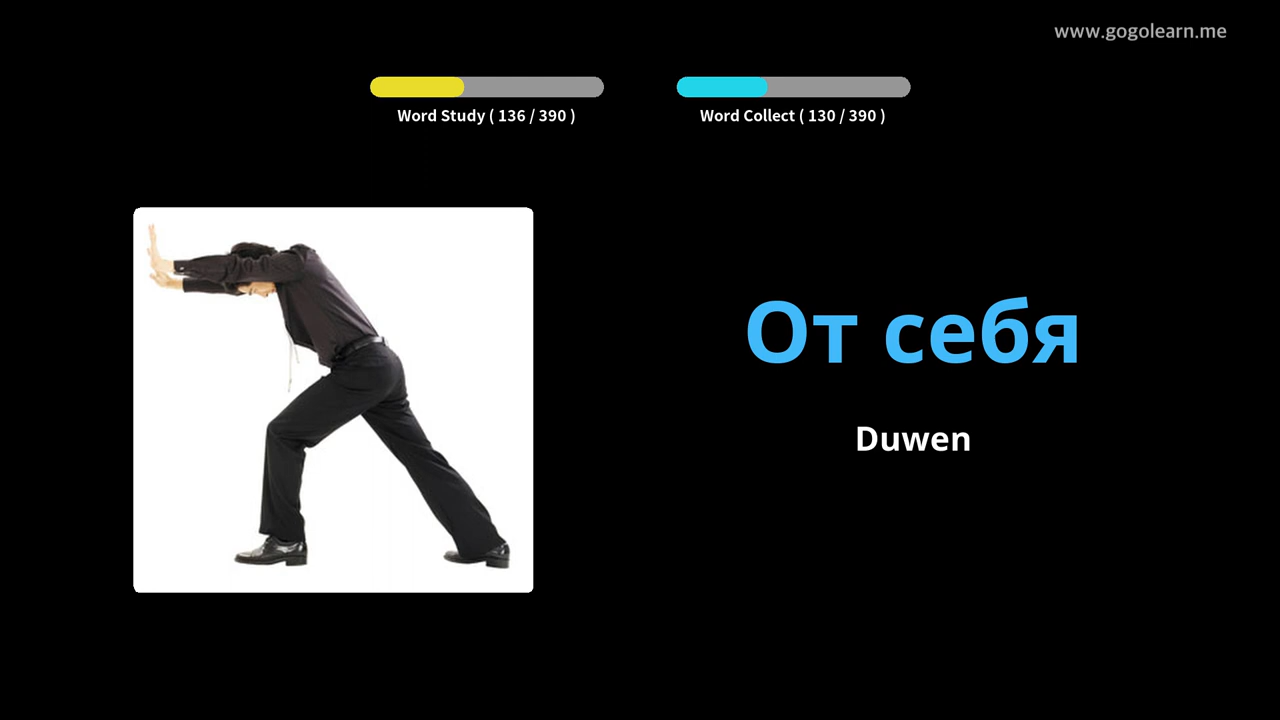 www.gogolearn.me
Word Study ( 136 / 390 )
Word Collect ( 130 / 390 )
От себя
Duwen